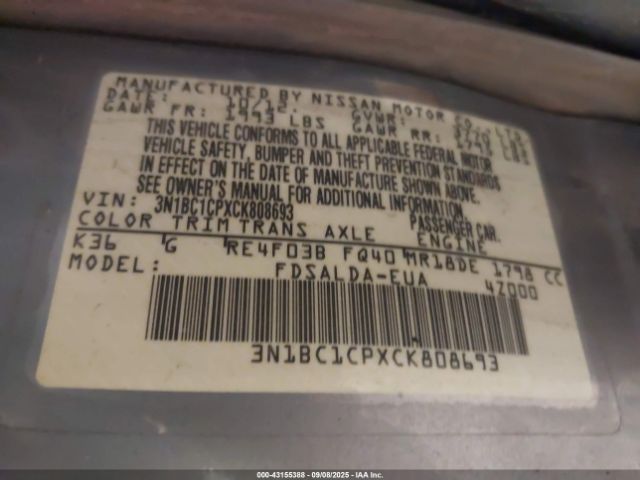 MANUFACTURED BY NISSAN MOTOR CO., LTD.
DATE: 10/12. GVWR:
GAWR FR: 1993 LBS GAWR RR: LBS
THIS VEHICLE CONFORMS TO ALL APPLICABLE FEDERAL MOTOR
VEHICLE SAFETY, BUMPER AND THEFT PREVENTION STANDARDS
IN EFFECT ON THE DATE OF MANUFACTURE SHOWN ABOVE.
SEE OWNER'S MANUAL FOR ADDITIONAL INFORMATION.
VIN: 3N1BC1CPXCK808693 PASSENGER CAR.
COLOR TRIM TRANS AXLE ENGINE
K36 G RE4F03B FQ40 MR18DE 1798 CC
MODEL: FDSALDA-EUA 4Z000
3N1BC1CPXCK808693
000-43155388 - 09/08/2025 - IAA Inc.